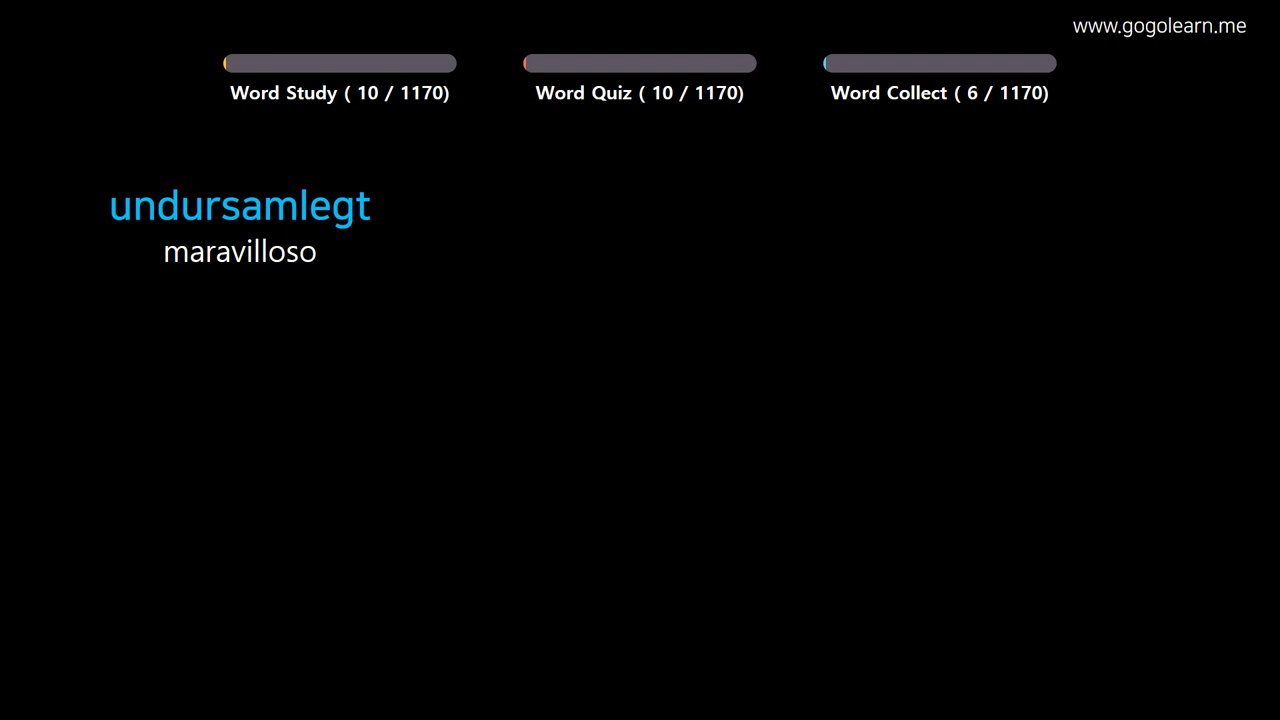 www.gogolearn.me
Word Study ( 10 / 1170)
Word Quiz ( 10 / 1170)
Word Collect ( 6 / 1170)
undursamlegt
maravilloso